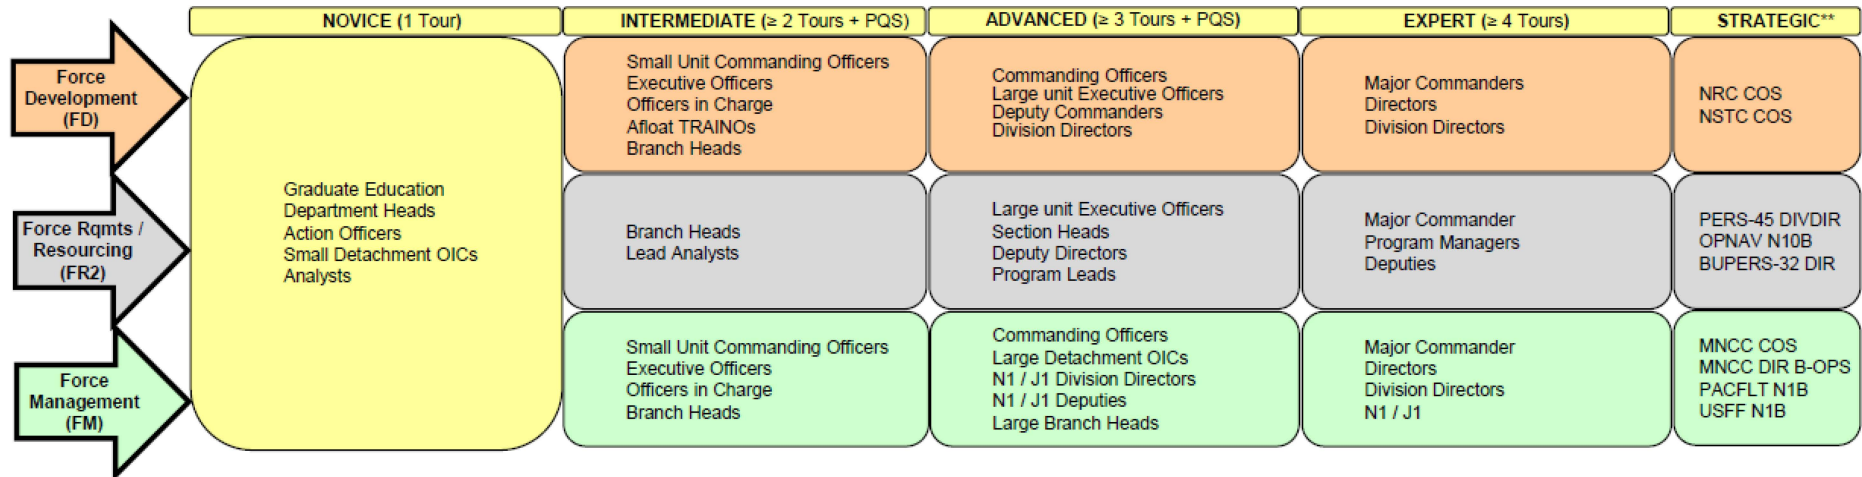 NOVICE (1 Tour)
INTERMEDIATE (≥ 2 Tours + PQS)
ADVANCED (≥ 3 Tours + PQS)
EXPERT (≥ 4 Tours)
STRATEGIC**
Force
Development
(FD)
Small Unit Commanding Officers
Executive Officers
Officers in Charge
Afloat TRAINOs
Branch Heads
Commanding Officers
Large unit Executive Officers
Deputy Commanders
Division Directors
Major Commanders
Directors
Division Directors
NRC COS
NSTC COS
Graduate Education
Department Heads
Action Officers
Small Detachment OICs
Analysts
Force Rqmts /
Resourcing
(FR2)
Branch Heads
Lead Analysts
Large unit Executive Officers
Section Heads
Deputy Directors
Program Leads
Major Commander
Program Managers
Deputies
PERS-45 DIVDIR
OPNAV N10B
BUPERS-32 DIR
Force
Management
(FM)
Small Unit Commanding Officers
Executive Officers
Officers in Charge
Branch Heads
Commanding Officers
Large Detachment OICs
N1 / J1 Division Directors
N1 / J1 Deputies
Large Branch Heads
Major Commander
Directors
Division Directors
N1 / J1
MNCC COS
MNCC DIR B-OPS
PACFLT N1B
USFF N1B